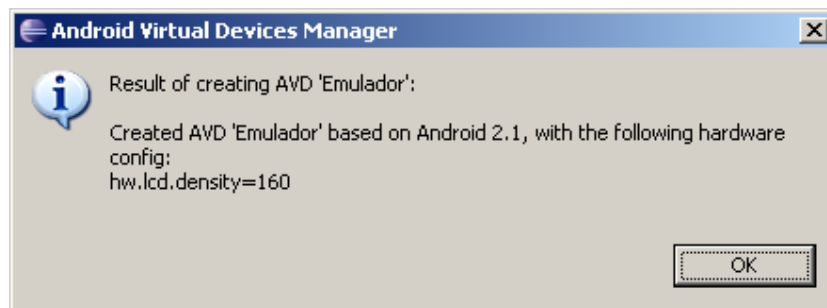 Android Virtual Devices Manager
Result of creating AVD 'Emulador':
Created AVD 'Emulador' based on Android 2.1, with the following hardware
config:
hw.lcd.density=160
OK